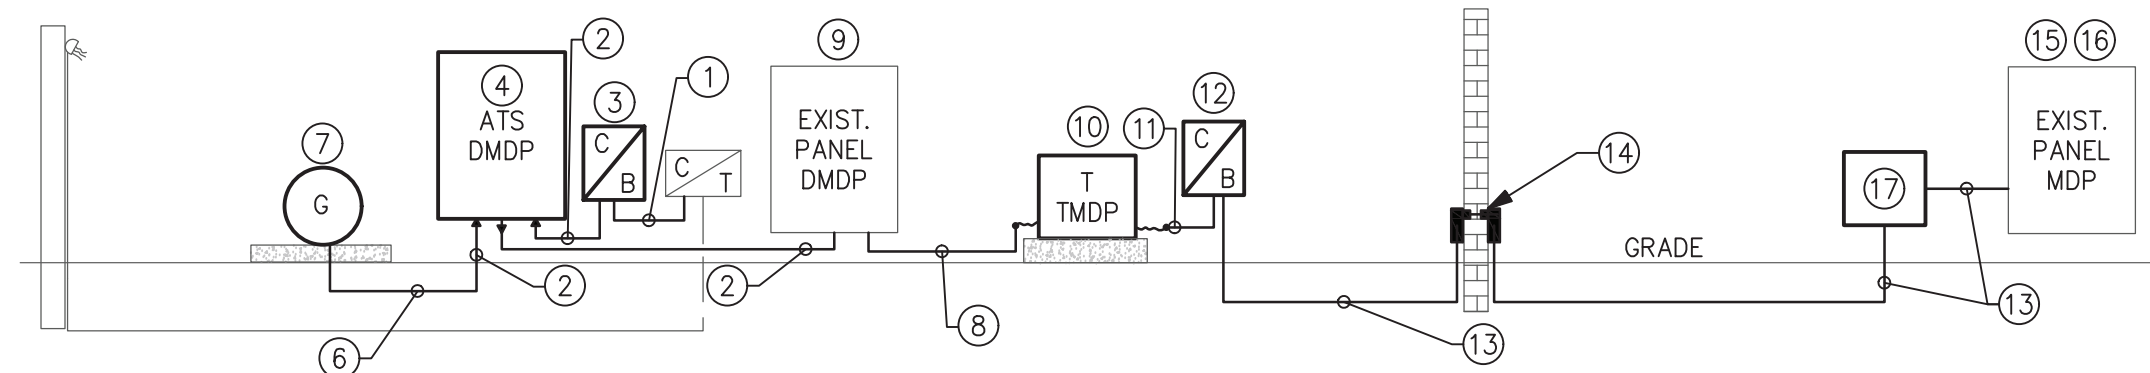 7
G
4
ATS
DMDP
2
3
C
B
1
C
T
9
EXIST.
PANEL
DMDP
10
T
TMDP
11
12
C
B
14
GRADE
17
15 16
EXIST.
PANEL
MDP
6
2
2
8
13
13